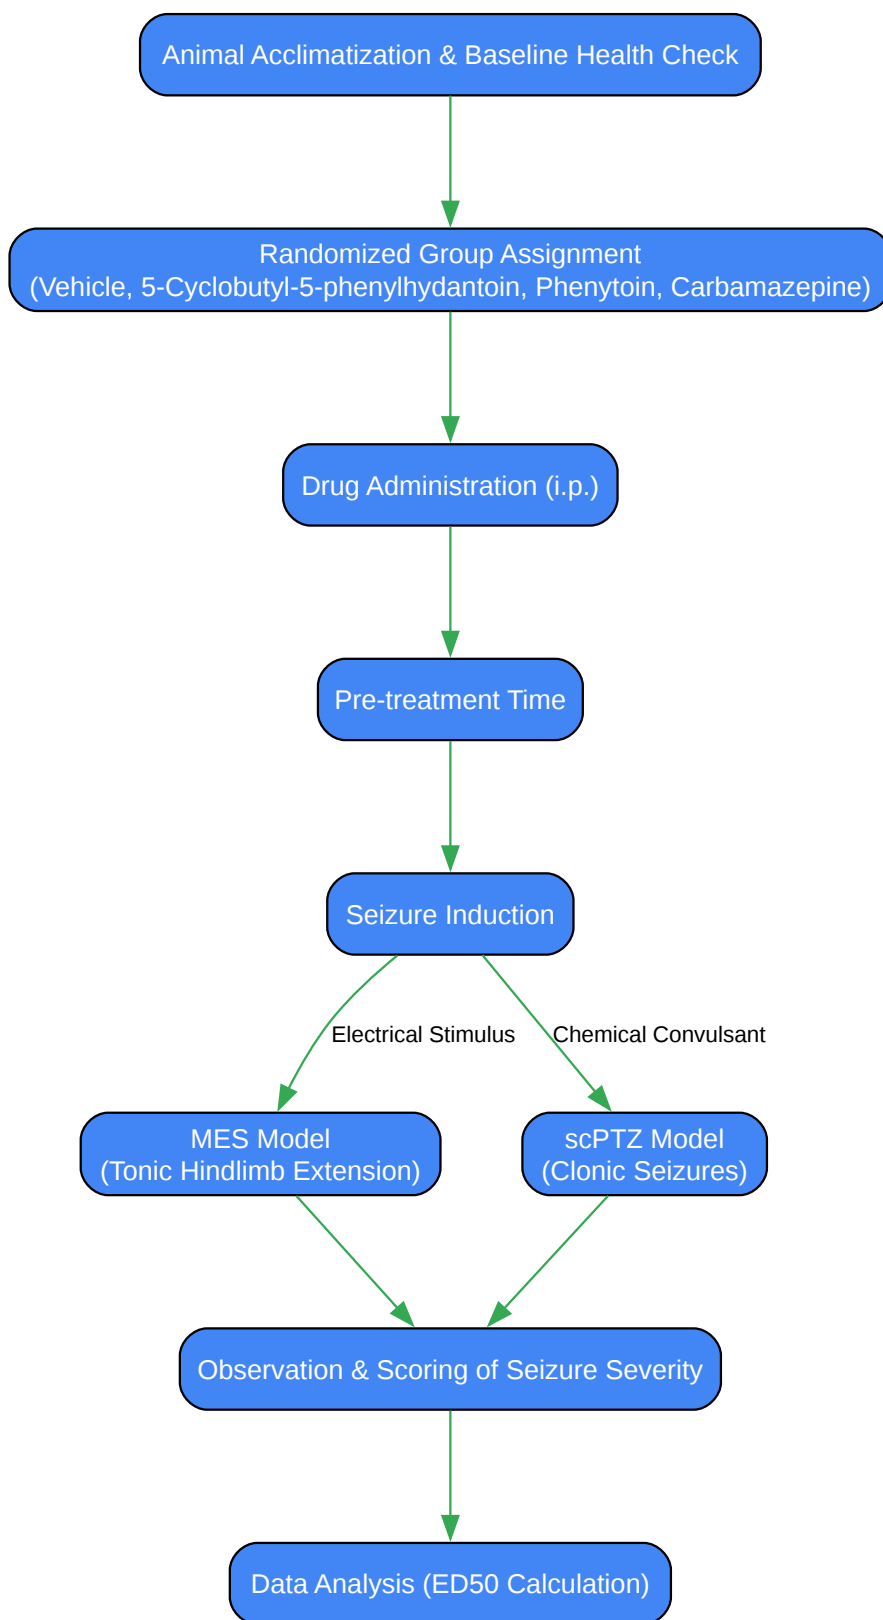 Animal Acclimatization & Baseline Health Check
Randomized Group Assignment
(Vehicle, 5-Cyclobutyl-5-phenylhydantoin, Phenytoin, Carbamazepine)
Drug Administration (i.p.)
Pre-treatment Time
Seizure Induction
Electrical Stimulus
Chemical Convulsant
MES Model
(Tonic Hindlimb Extension)
scPTZ Model
(Clonic Seizures)
Observation & Scoring of Seizure Severity
Data Analysis (ED50 Calculation)